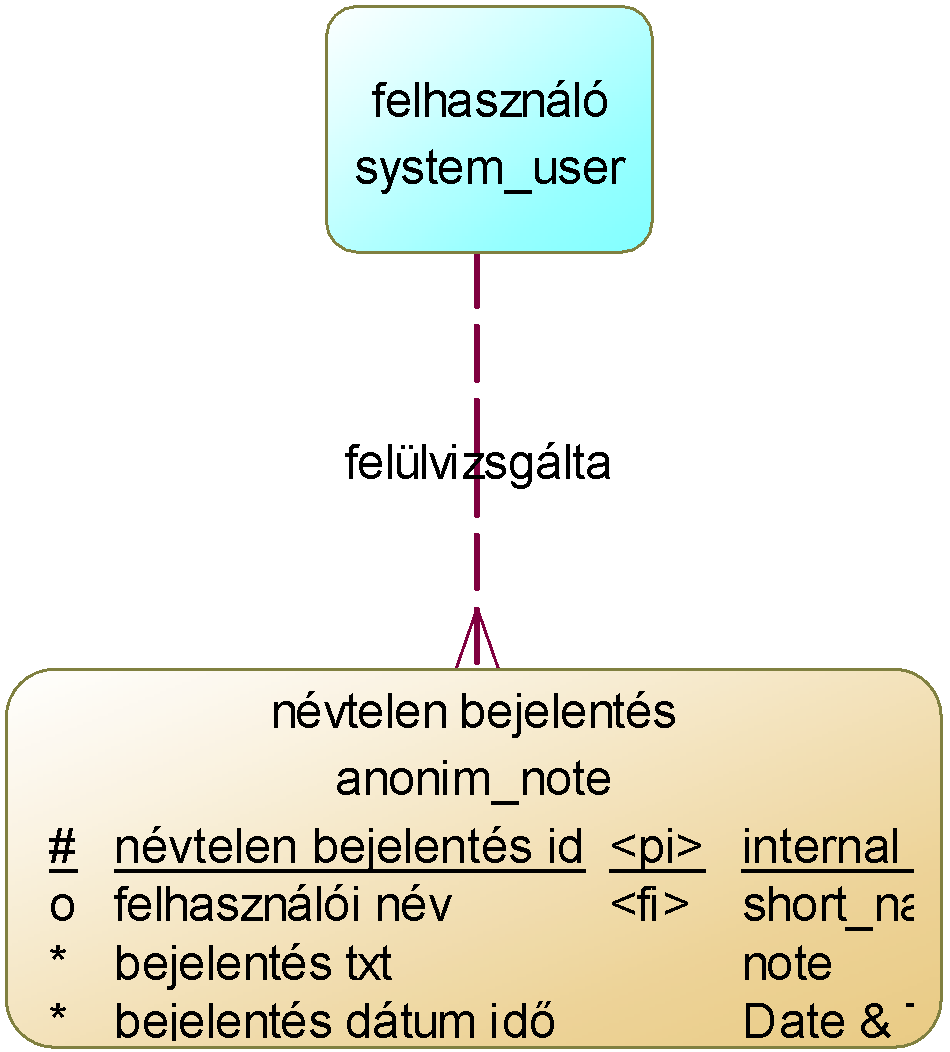 felhasználó
system_user
felülvizsgálta
névtelen bejelentés
anonim_note
# névtelen bejelentés id <pi> internal
o felhasználói név <fi> short_na
* bejelentés txt note
* bejelentés dátum idő Date &